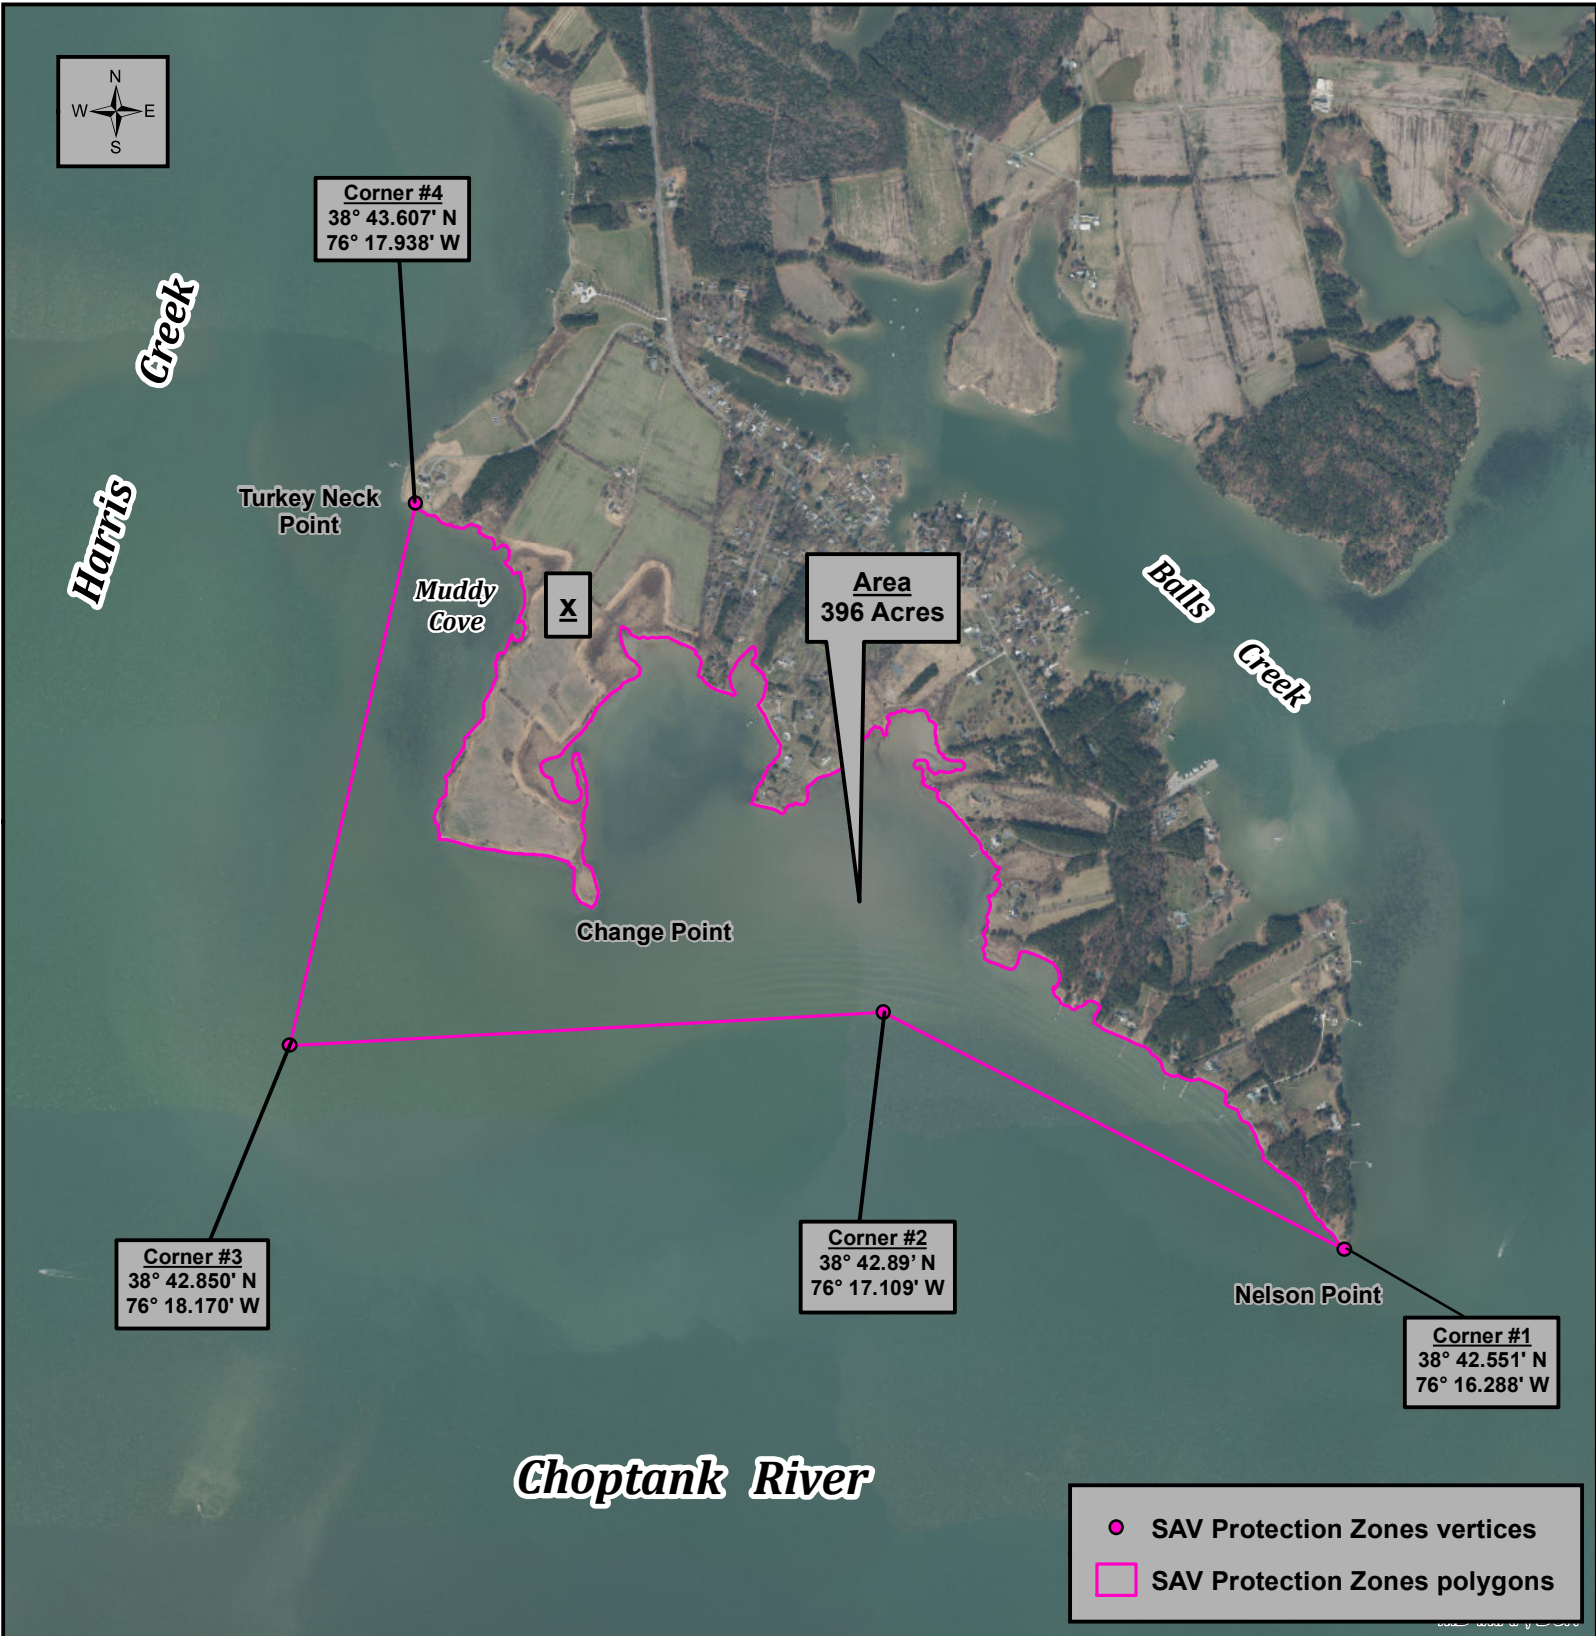 N
W E
S
Corner #4
38° 43.607' N
76° 17.938' W
Harris Creek
Turkey Neck
Point
Muddy
Cove
x
Area
396 Acres
Balls Creek
Change Point
Corner #3
38° 42.850' N
76° 18.170' W
Corner #2
38° 42.89’ N
76° 17.109' W
Nelson Point
Corner #1
38° 42.551' N
76° 16.288' W
Choptank River
SAV Protection Zones vertices
SAV Protection Zones polygons